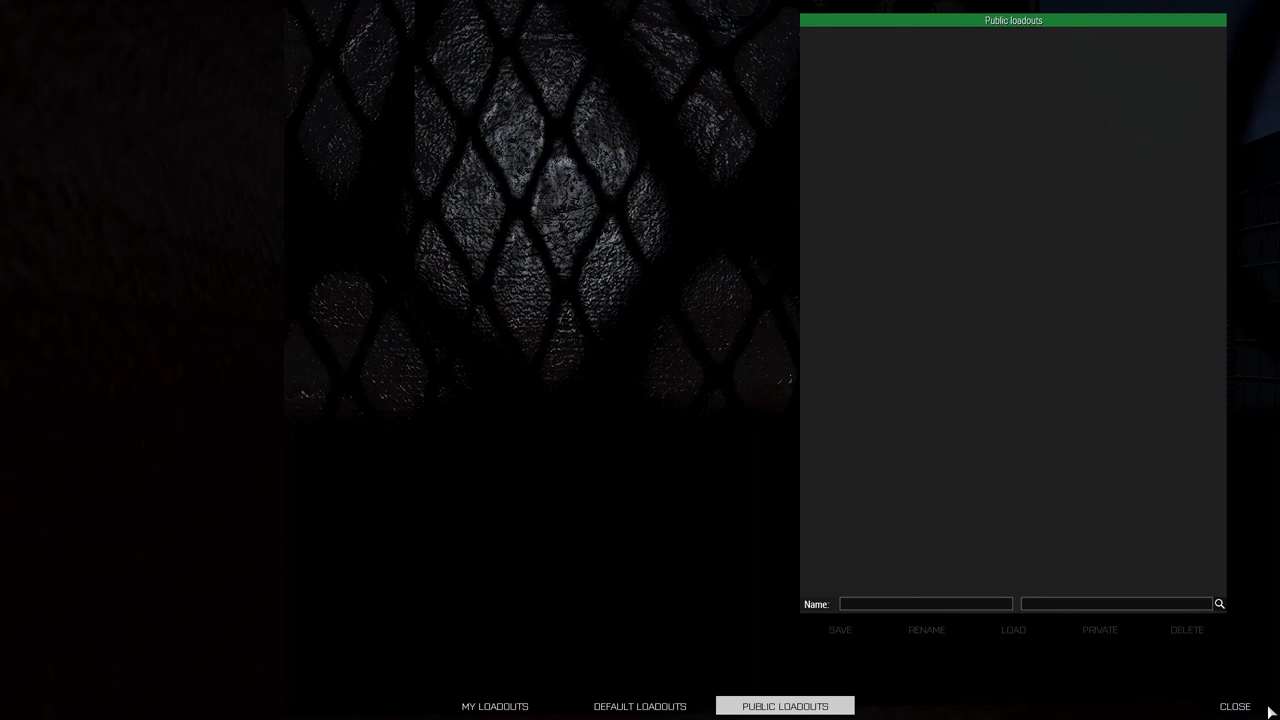 Public loadouts
Name:
SAVE RENAME LOAD PRIVATE DELETE
MY LOADOUTS DEFAULT LOADOUTS PUBLIC LOADOUTS CLOSE